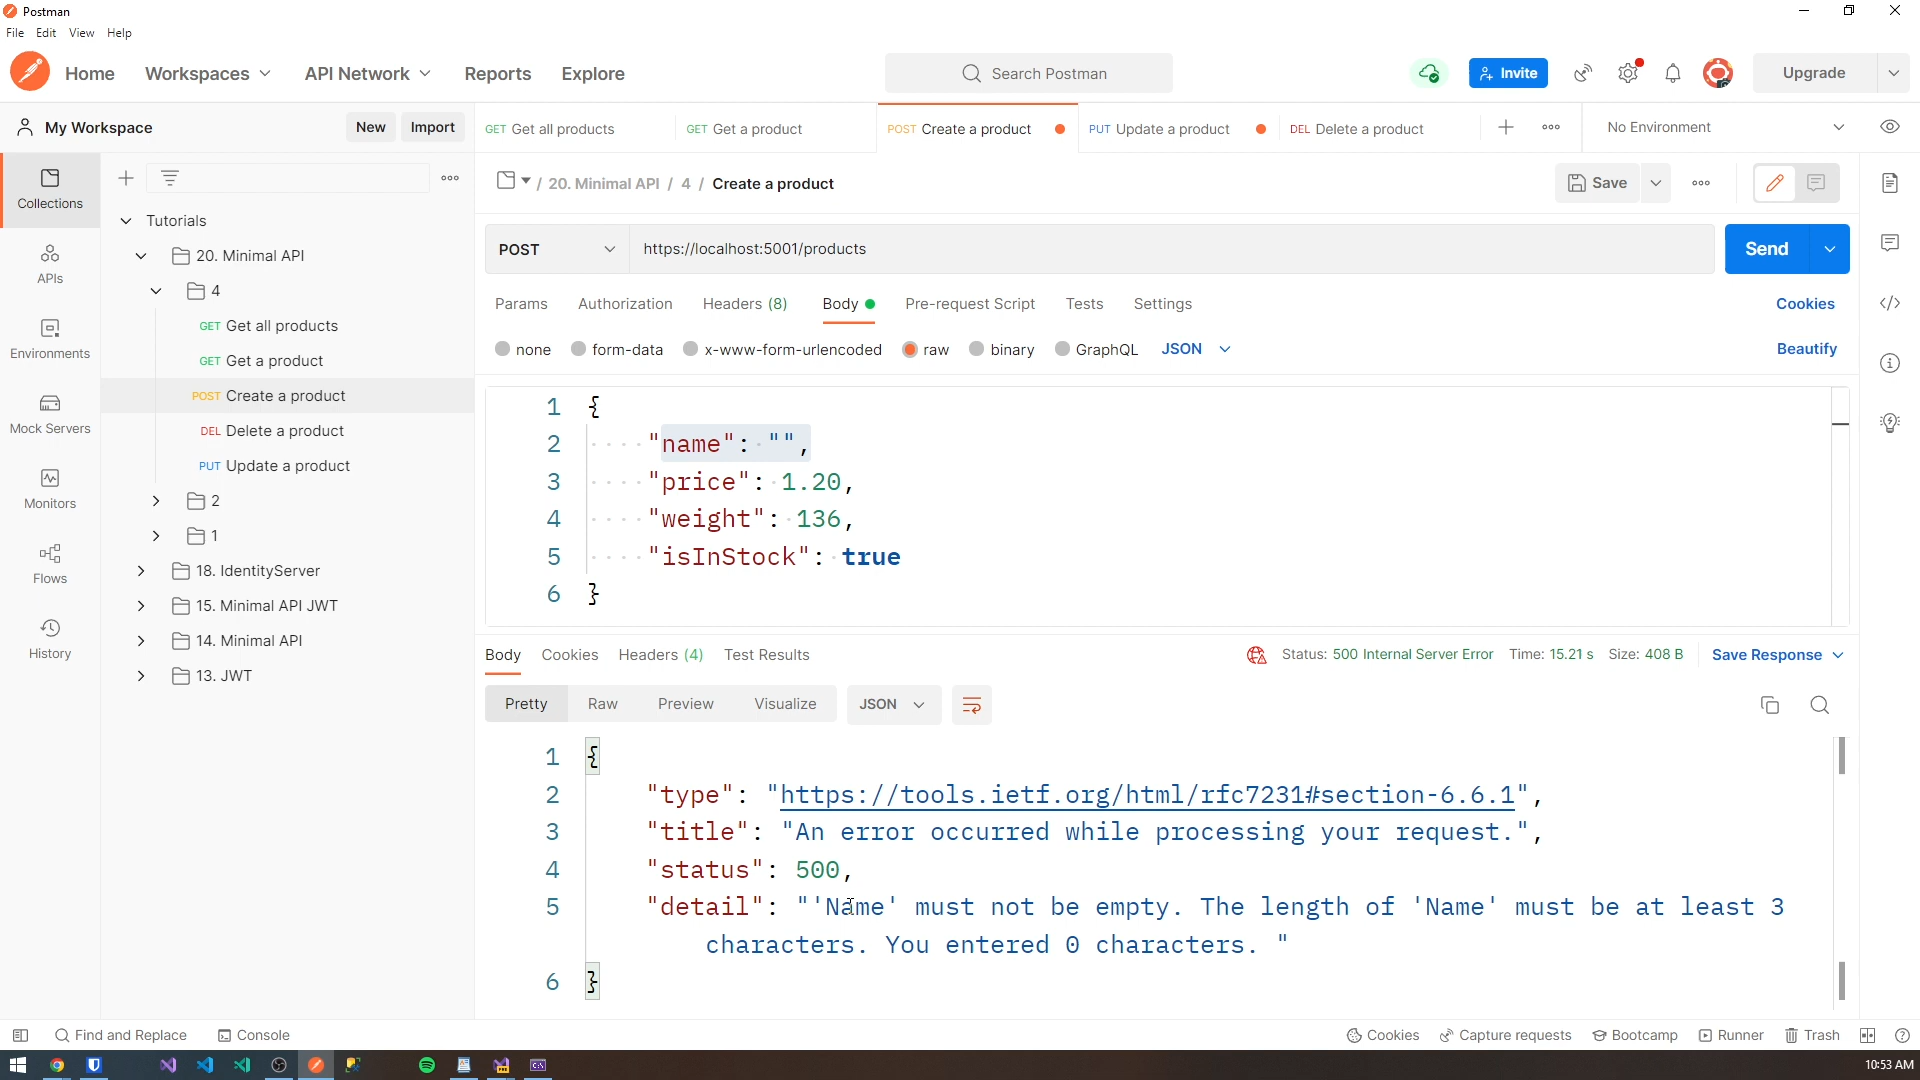 Postman
File Edit View Help
Home Workspaces API Network Reports Explore Search Postman Invite Upgrade
My Workspace New Import GET Get all products GET Get a product POST Create a product PUT Update a product DEL Delete a product No Environment
20. Minimal API / 4 / Create a product Save
Collections
APIs
Environments
Mock Servers
Monitors
Flows
History
Tutorials
20. Minimal API
4
GET Get all products
GET Get a product
POST Create a product
DEL Delete a product
PUT Update a product
2
1
18. IdentityServer
15. Minimal API JWT
14. Minimal API
13. JWT
POST https://localhost:5001/products Send
Params Authorization Headers (8) Body Pre-request Script Tests Settings Cookies
none form-data x-www-form-urlencoded raw binary GraphQL JSON Beautify
1 {
2 "name": "",
3 "price": 1.20,
4 "weight": 136,
5 "isInStock": true
6 }
Body Cookies Headers (4) Test Results Status: 500 Internal Server Error Time: 15.21 s Size: 408 B Save Response
Pretty Raw Preview Visualize JSON
1 {
2 "type": "https://tools.ietf.org/html/rfc7231#section-6.6.1",
3 "title": "An error occurred while processing your request.",
4 "status": 500,
5 "detail": "'Name' must not be empty. The length of 'Name' must be at least 3
characters. You entered 0 characters. "
6 }
Find and Replace Console Cookies Capture requests Bootcamp Runner Trash
10:53 AM